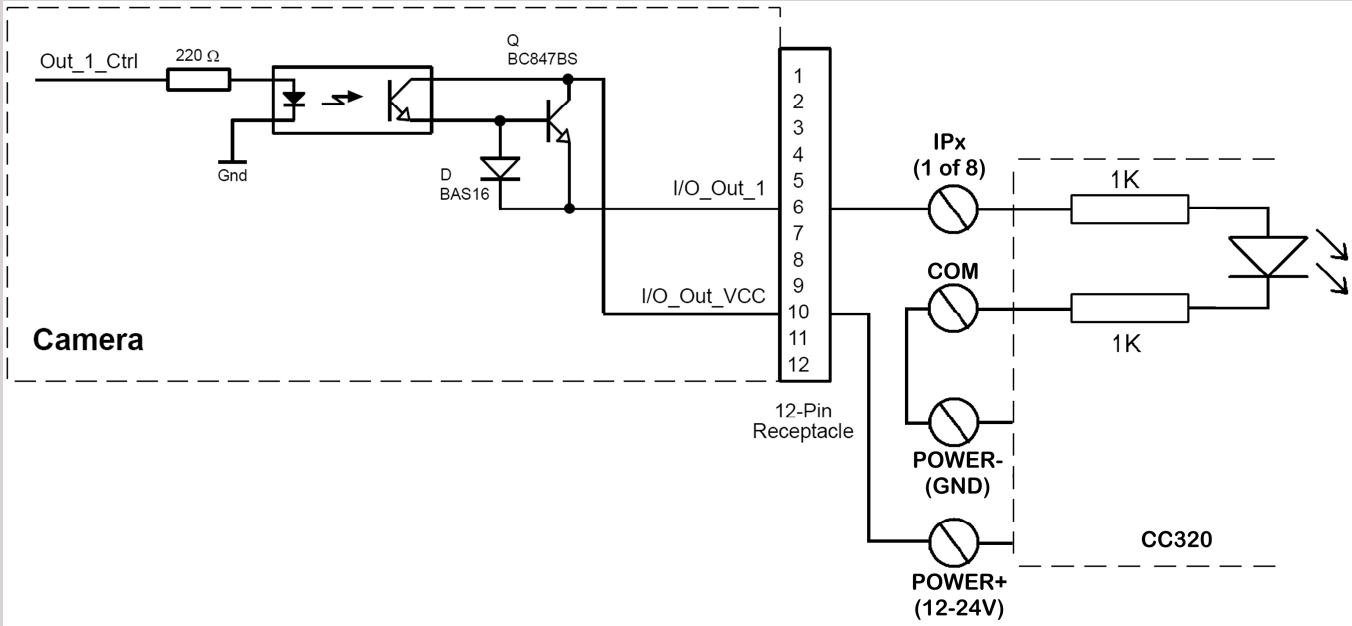 Out_1_Ctrl
220 Ω
Q
BC847BS
Gnd
D
BAS16
I/O_Out_1
I/O_Out_VCC
Camera
1
2
3
4
5
6
7
8
9
10
11
12
12-Pin
Receptacle
IPx
(1 of 8)
COM
POWER-
(GND)
POWER+
(12-24V)
1K
1K
CC320